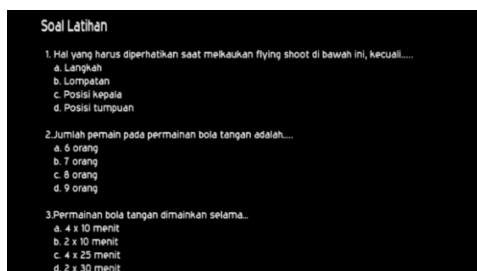 Soal Latihan
1. Hal yang harus diperhatikan saat melkaukan flying shoot di bawah ini, kecuali.....
a. Langkah
b. Lompatan
c. Posisi kepala
d. Posisi tumpuan
2.Jumlah pemain pada permainan bola tangan adalah.....
a. 6 orang
b. 7 orang
c. 8 orang
d. 9 orang
3.Permainan bola tangan dimainkan selama...
a. 4 x 10 menit
b. 2 x 10 menit
c. 4 x 25 menit
d. 2 x 30 menit